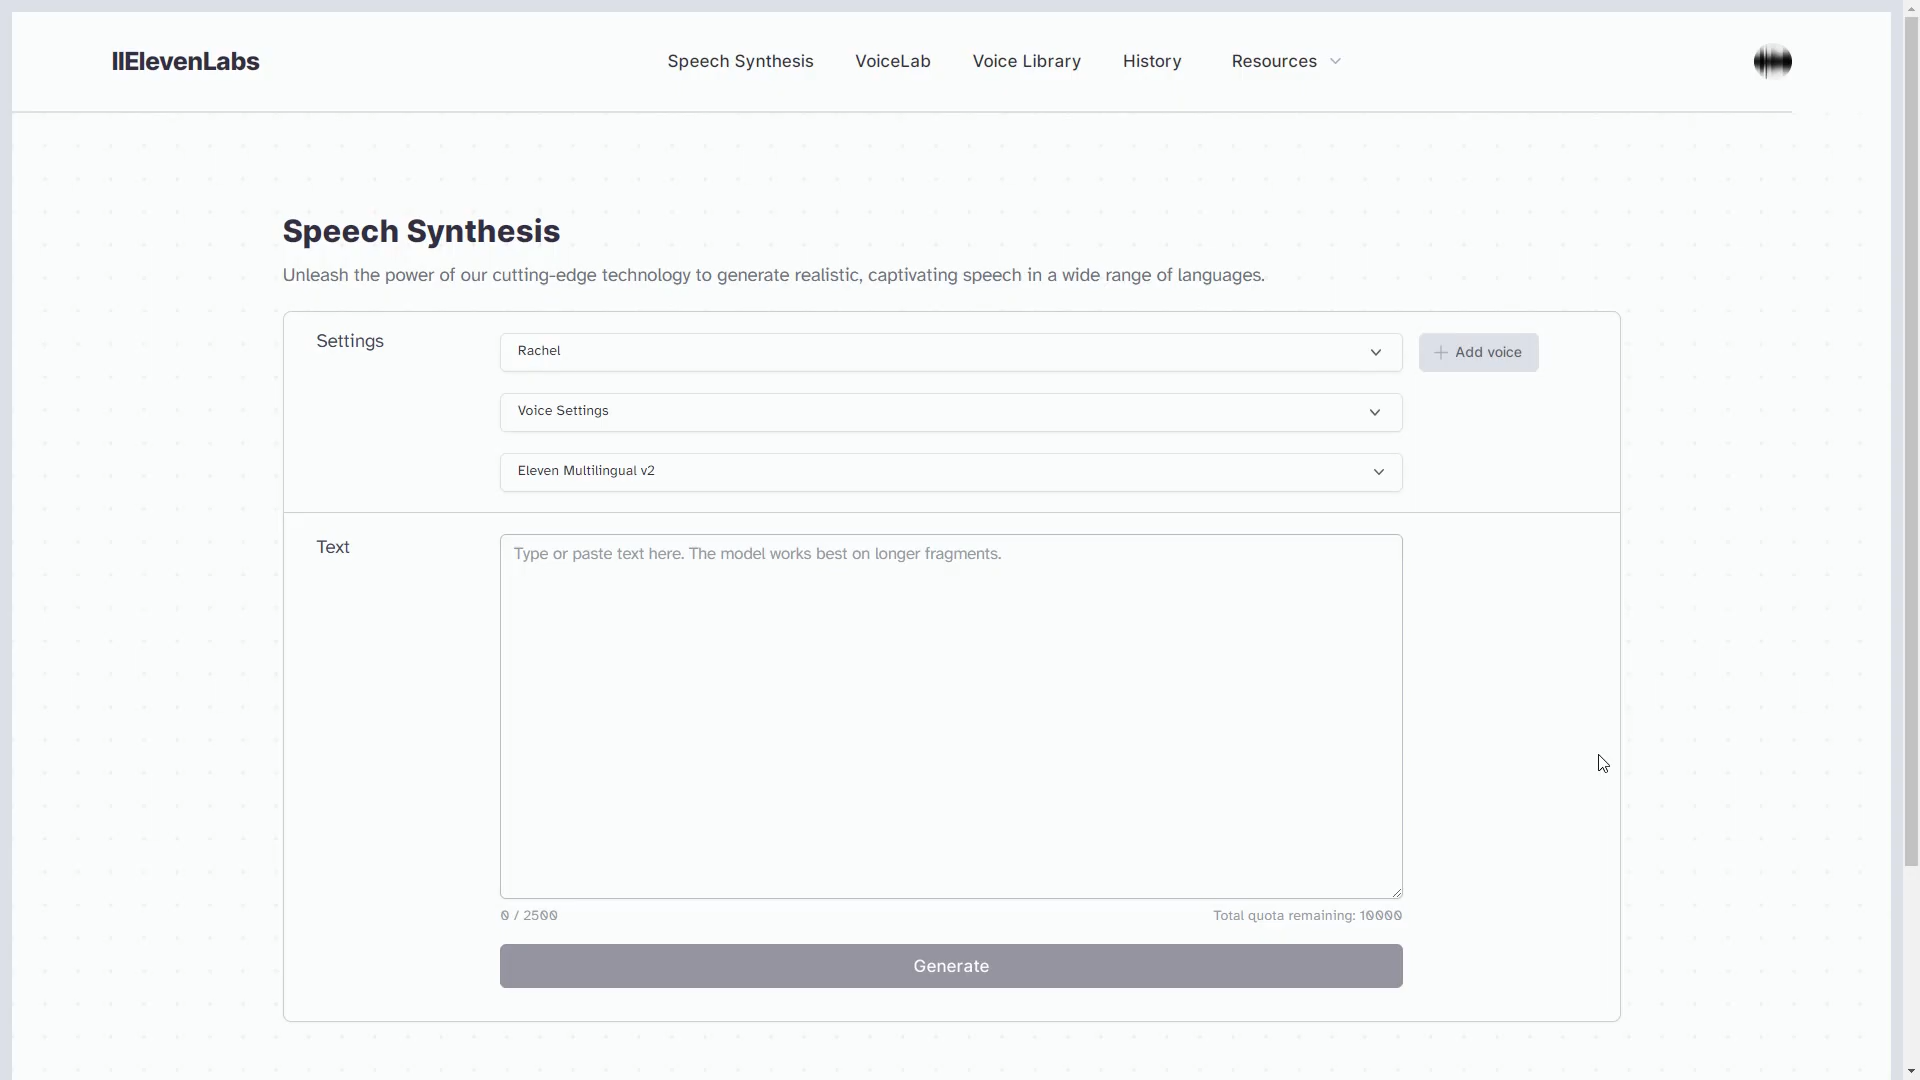 IIElevenLabs
Speech Synthesis
VoiceLab
Voice Library
History
Resources
Speech Synthesis
Unleash the power of our cutting-edge technology to generate realistic, captivating speech in a wide range of languages.
Settings
Rachel
Add voice
Voice Settings
Eleven Multilingual v2
Text
Type or paste text here. The model works best on longer fragments.
0 / 2500
Total quota remaining: 10000
Generate